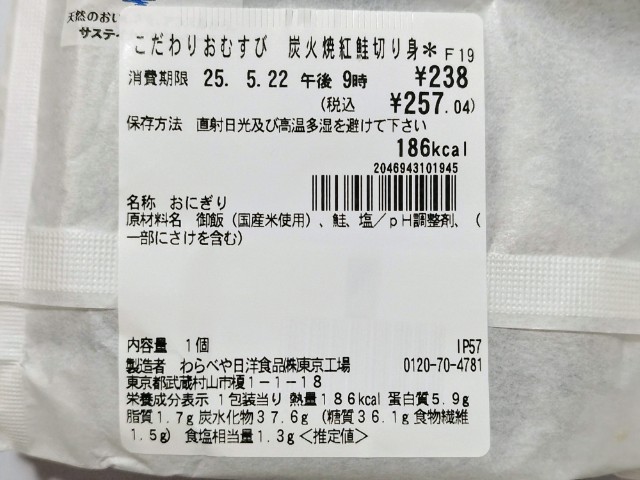 天然のおい
サステ
こだわりおむすび 炭火焼紅鮭切り身* F19
消費期限 25. 5.22 午後 9時 ¥238
(税込 ¥257.04)
保存方法 直射日光及び高温多湿を避けて下さい
186kcal
2046943101945
名称 おにぎり
原材料名 御飯(国産米使用)、鮭、塩/pH調整剤、(
一部にさけを含む)
内容量 1個 IP57
製造者 わらべや日洋食品㈱東京工場 0120-70-4781
東京都武蔵村山市榎1-1-18
栄養成分表示 1包装当り 熱量186kcal 蛋白質5.9g
脂質1.7g 炭水化物37.6g (糖質36.1g 食物繊維
1.5g) 食塩相当量1.3g<推定値>